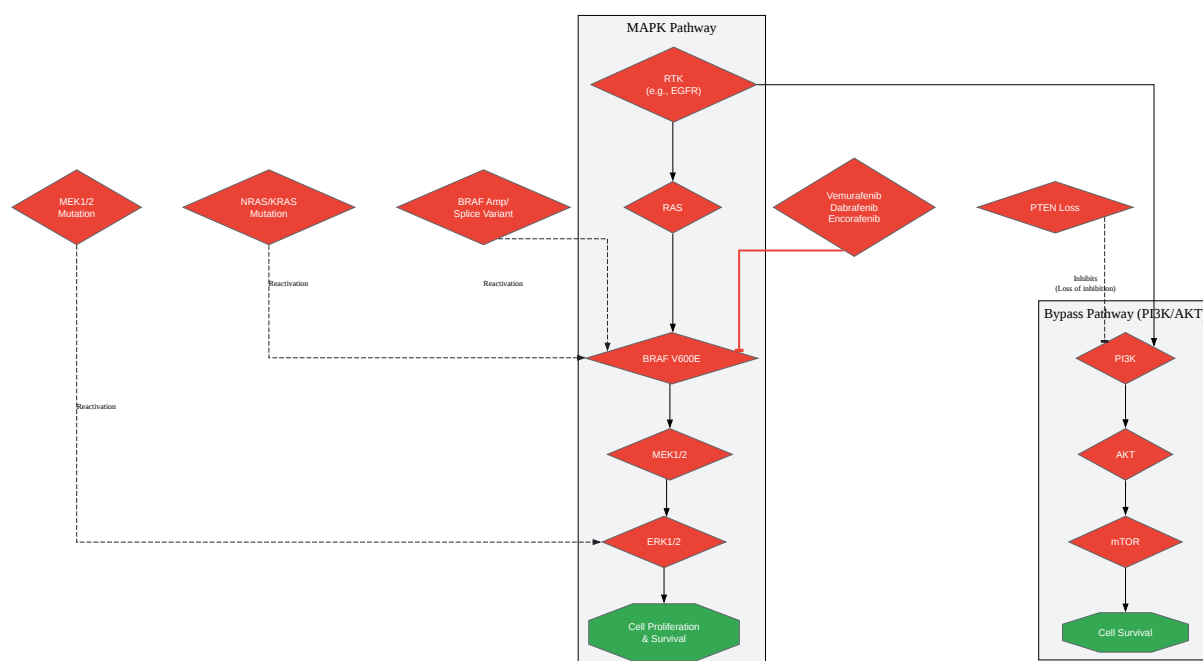 MAPK Pathway
RTK
(e.g., EGFR)
MEK1/2
Mutation
NRAS/KRAS
Mutation
BRAF Amp/
Splice Variant
RAS
Vemurafenib
Dabrafenib
Encorafenib
PTEN Loss
Reactivation
Reactivation
Inhibits
(Loss of inhibition)
Bypass Pathway (PI3K/AKT)
BRAF V600E
PI3K
Reactivation
MEK1/2
AKT
ERK1/2
mTOR
Cell Proliferation
& Survival
Cell Survival